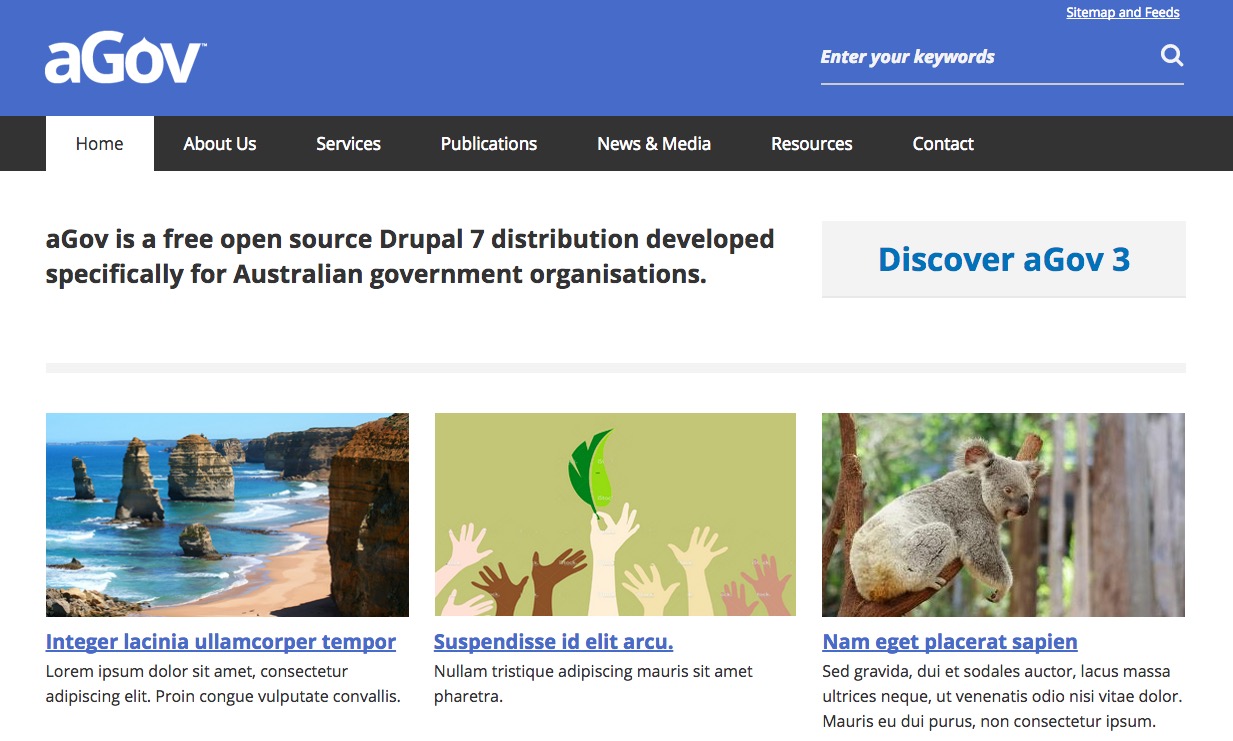 Sitemap and Feeds
aGov™
Enter your keywords
Home About Us Services Publications News & Media Resources Contact
aGov is a free open source Drupal 7 distribution developed
specifically for Australian government organisations.
Discover aGov 3
Integer lacinia ullamcorper tempor
Lorem ipsum dolor sit amet, consectetur
adipiscing elit. Proin congue vulputate convallis.
Suspendisse id elit arcu.
Nullam tristique adipiscing mauris sit amet
pharetra.
Nam eget placerat sapien
Sed gravida, dui et sodales auctor, lacus massa
ultrices neque, ut venenatis odio nisi vitae dolor.
Mauris eu dui purus, non consectetur ipsum.